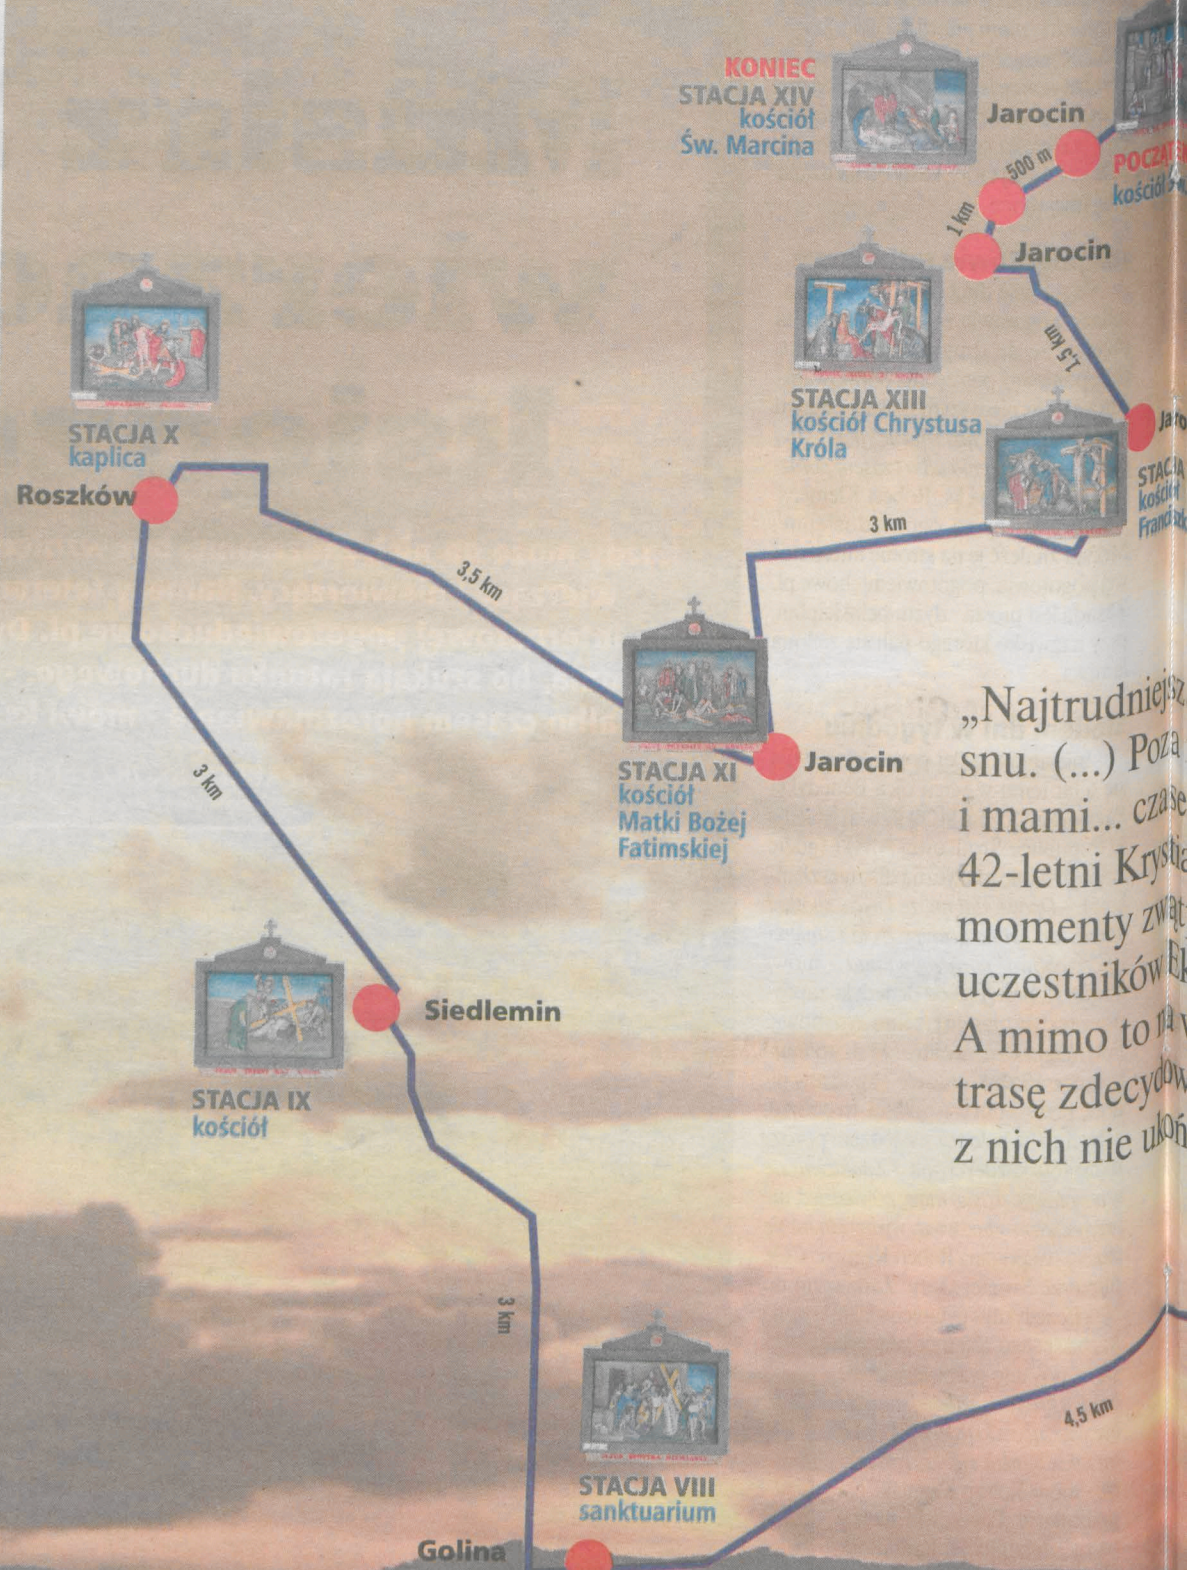 KONIEC
STACJA XIV
kościół
Św. Marcina
Jarocin
500 m
kościół
1 km
Jarocin
1,5 km
STACJA XIII
kościół Chrystusa
Króla
3 km
STACJA X
kaplica
Roszków
3,5 km
STACJA XI
kościół
Matki Bożej
Fatimskiej
Jarocin
3 km
„Najtrudniejsz
snu. (...) Poza
i mami... czase
42-letni Krystia
momenty zwąt
uczestników Ek
A mimo to na w
trasę zdecydow
z nich nie ukoń
Siedlemin
STACJA IX
kościół
3 km
4,5 km
STACJA VIII
sanktuarium
Golina